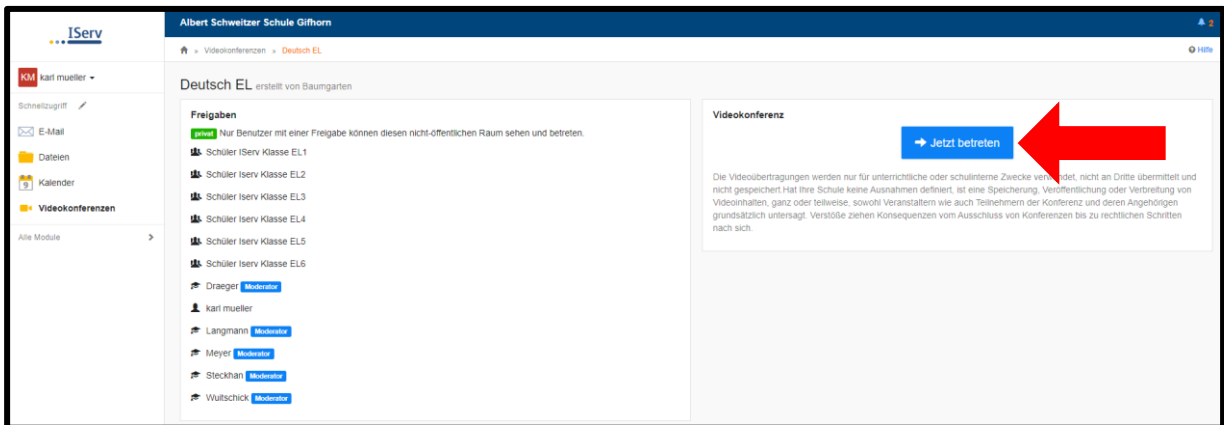 IServ
Albert Schweitzer Schule Gifhorn
2
» Videokonferenzen » Deutsch EL
Hilfe
KM karl mueller
Schnellzugriff
E-Mail
Dateien
9 Kalender
Videokonferenzen
Alle Module
Deutsch EL erstellt von Baumgarten
Freigaben
privat Nur Benutzer mit einer Freigabe können diesen nicht-öffentlichen Raum sehen und betreten.
Schüler IServ Klasse EL1
Schüler Iserv Klasse EL2
Schüler Iserv Klasse EL3
Schüler Iserv Klasse EL4
Schüler Iserv Klasse EL5
Schüler Iserv Klasse EL6
Draeger Moderator
karl mueller
Langmann Moderator
Meyer Moderator
Steckhan Moderator
Wuitschick Moderator
Videokonferenz
Jetzt betreten
Die Videoübertragungen werden nur für unterrichtliche oder schulinterne Zwecke verwendet, nicht an Dritte übermittelt und
nicht gespeichert.Hat Ihre Schule keine Ausnahmen definiert, ist eine Speicherung, Veröffentlichung oder Verbreitung von
Videoinhalten, ganz oder teilweise, sowohl Veranstaltern wie auch Teilnehmern der Konferenz und deren Angehörigen
grundsätzlich untersagt. Verstöße ziehen Konsequenzen vom Ausschluss von Konferenzen bis zu rechtlichen Schritten
nach sich.